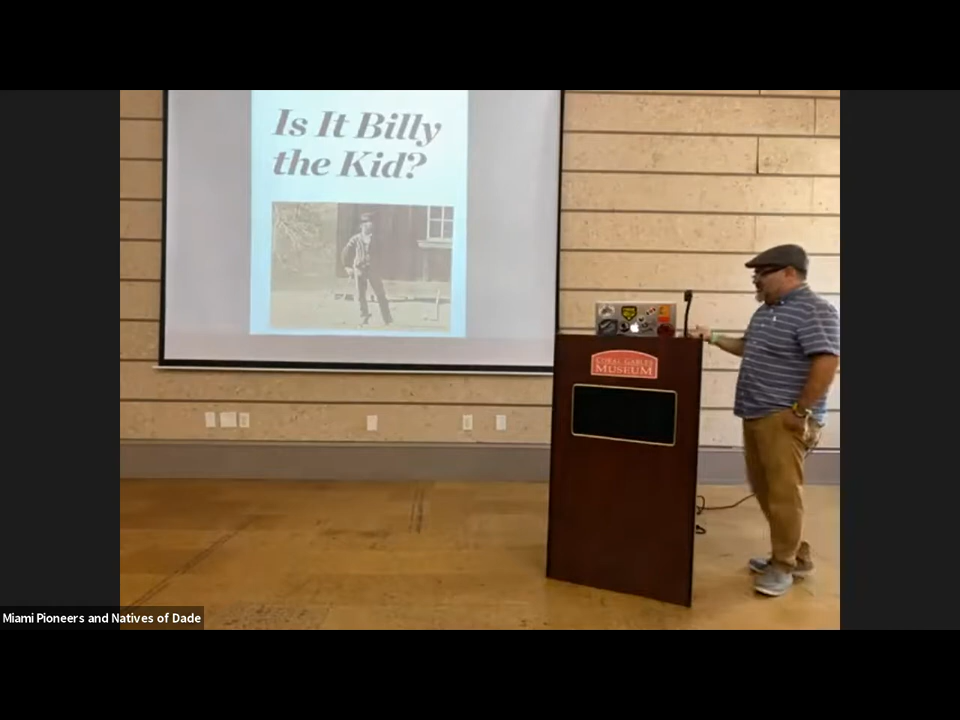 Is It Billy
the Kid?
CORAL GABLES
MUSEUM
Miami Pioneers and Natives of Dade